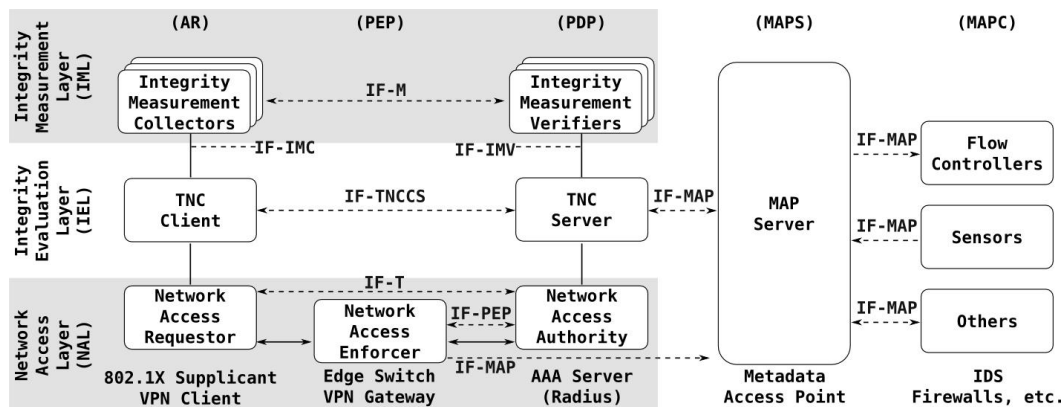 (AR)
(PEP)
(PDP)
(MAPS)
(MAPC)
Integrity
Measurement
Layer
(IML)
Integrity
Measurement
Collectors
IF-M
Integrity
Measurement
Verifiers
IF-IMC
IF-IMV
IF-MAP
Flow
Controllers
Integrity
Evaluation
Layer
(IEL)
TNC
Client
IF-TNCCS
TNC
Server
IF-MAP
MAP
Server
IF-MAP
Sensors
Network
Access
Layer
(NAL)
IF-T
Network
Access
Requestor
Network
Access
Enforcer
IF-PEP
Network
Access
Authority
IF-MAP
IF-MAP
Others
802.1X Supplicant
VPN Client
Edge Switch
VPN Gateway
AAA Server
(Radius)
Metadata
Access Point
IDS
Firewalls, etc.